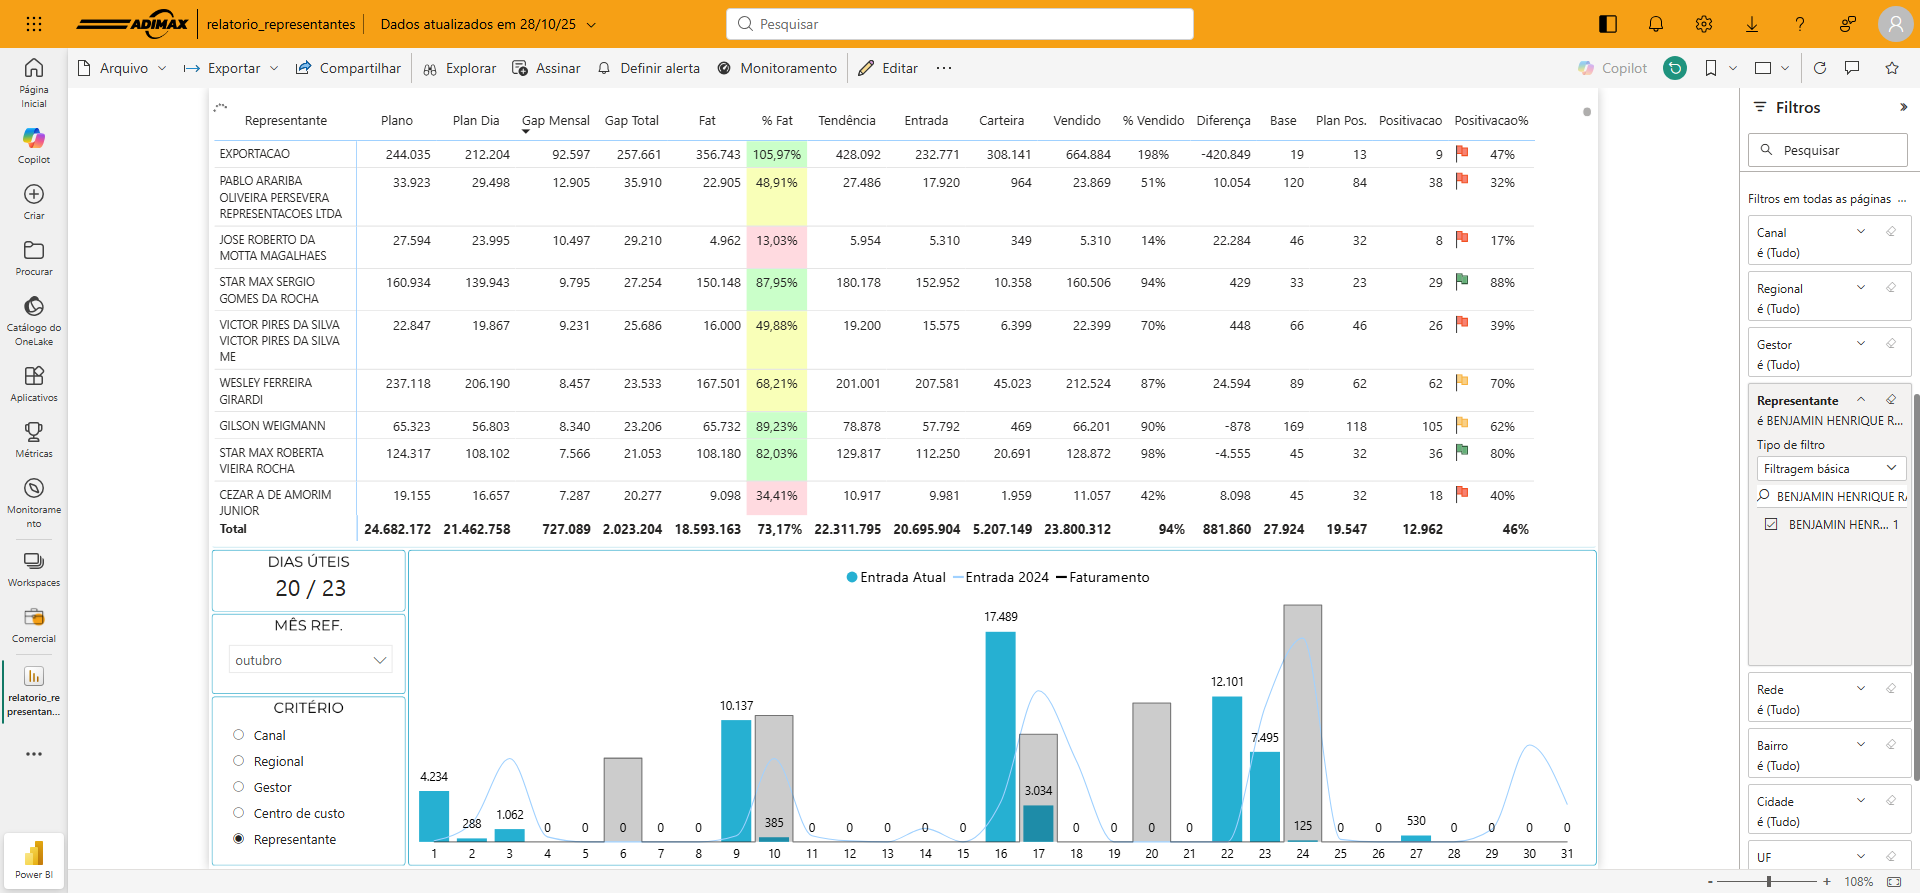 ADIMAX relatorio_representantes Dados atualizados em 28/10/25 Pesquisar
Arquivo Exportar Compartilhar Explorar Assinar Definir alerta Monitoramento Editar ... Copilot
Página
Inicial
Copilot
Criar
Procurar
Catálogo do
OneLake
Aplicativos
Métricas
Monitorame
nto
Workspaces
Comercial
relatorio_re
presentan...
Power BI
Representante Plano Plan Dia Gap Mensal Gap Total Fat % Fat Tendência Entrada Carteira Vendido % Vendido Diferença Base Plan Pos. Positivacao Positivacao%
EXPORTACAO 244.035 212.204 92.597 257.661 356.743 105,97% 428.092 232.771 308.141 664.884 198% -420.849 19 13 9 47%
PABLO ARARIBA
OLIVEIRA PERSEVERA
REPRESENTACOES LTDA 33.923 29.498 12.905 35.910 22.905 48,91% 27.486 17.920 964 23.869 51% 10.054 120 84 38 32%
JOSE ROBERTO DA
MOTTA MAGALHAES 27.594 23.995 10.497 29.210 4.962 13,03% 5.954 5.310 349 5.310 14% 22.284 46 32 8 17%
STAR MAX SERGIO
GOMES DA ROCHA 160.934 139.943 9.795 27.254 150.148 87,95% 180.178 152.952 10.358 160.506 94% 429 33 23 29 88%
VICTOR PIRES DA SILVA
VICTOR PIRES DA SILVA
ME 22.847 19.867 9.231 25.686 16.000 49,88% 19.200 15.575 6.399 22.399 70% 448 66 46 26 39%
WESLEY FERREIRA
GIRARDI 237.118 206.190 8.457 23.533 167.501 68,21% 201.001 207.581 45.023 212.524 87% 24.594 89 62 62 70%
GILSON WEIGMANN 65.323 56.803 8.340 23.206 65.732 89,23% 78.878 57.792 469 66.201 90% -878 169 118 105 62%
STAR MAX ROBERTA
VIEIRA ROCHA 124.317 108.102 7.566 21.053 108.180 82,03% 129.817 112.250 20.691 128.872 98% -4.555 45 32 36 80%
CEZAR A DE AMORIM
JUNIOR 19.155 16.657 7.287 20.277 9.098 34,41% 10.917 9.981 1.959 11.057 42% 8.098 45 32 18 40%
Total 24.682.172 21.462.758 727.089 2.023.204 18.593.163 73,17% 22.311.795 20.695.904 5.207.149 23.800.312 94% 881.860 27.924 19.547 12.962 46%
DIAS ÚTEIS
20 / 23
MÊS REF.
outubro
CRITÉRIO
Canal
Regional
Gestor
Centro de custo
Representante
Entrada Atual Entrada 2024 Faturamento
4.234 288 1.062 0 0 0 0 0 10.137 385 0 0 0 0 0 17.489 3.034 0 0 0 0 12.101 7.495 125 0 0 530 0 0 0 0
1 2 3 4 5 6 7 8 9 10 11 12 13 14 15 16 17 18 19 20 21 22 23 24 25 26 27 28 29 30 31
Filtros
Pesquisar
Filtros em todas as páginas ...
Canal
é (Tudo)
Regional
é (Tudo)
Gestor
é (Tudo)
Representante
é BENJAMIN HENRIQUE R...
Tipo de filtro
Filtragem básica
BENJAMIN HENRIQUE RA
BENJAMIN HENR... 1
Rede
é (Tudo)
Bairro
é (Tudo)
Cidade
é (Tudo)
UF
- + 108%